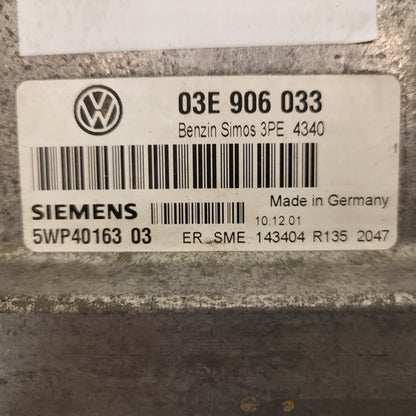 03E 906 033
Benzin Simos 3PE 4340
Made in Germany
SIEMENS
10.12.01
5WP40163 03 ER SME 143404 R135 2047